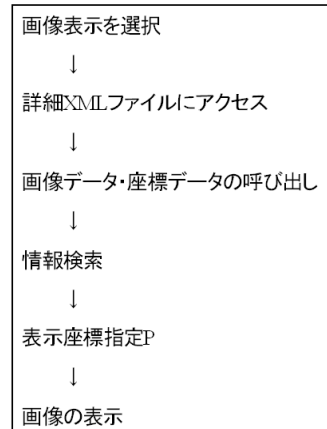 画像表示を選択
↓
詳細XMLファイルにアクセス
↓
画像データ・座標データの呼び出し
↓
情報検索
↓
表示座標指定P
↓
画像の表示